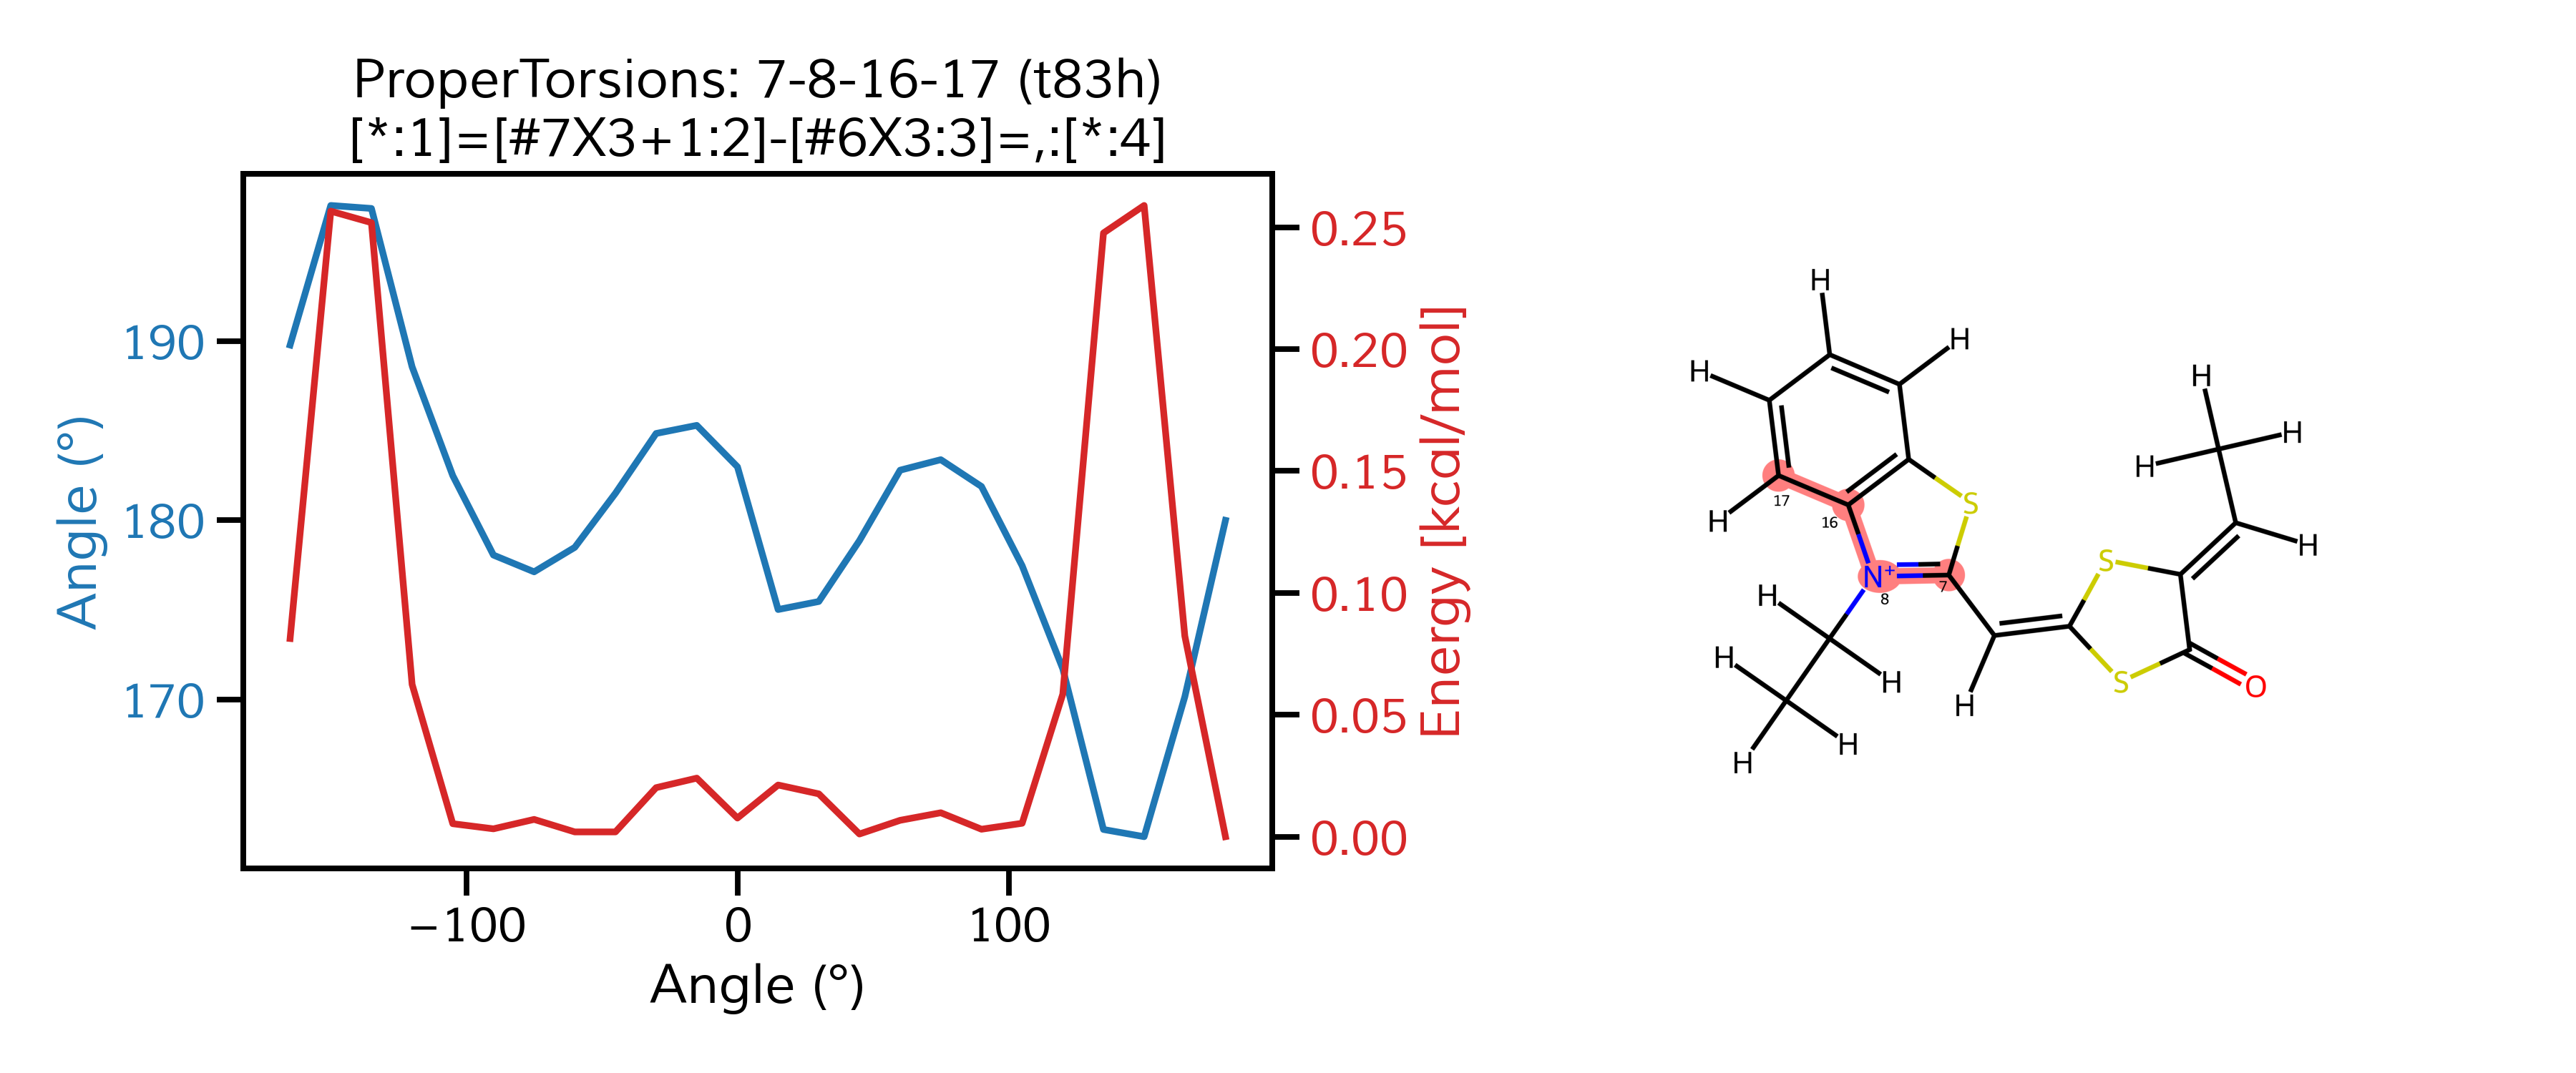 ProperTorsions: 7-8-16-17 (t83h)
[*:1]=[#7X3+1:2]-[#6X3:3]=,:[*:4]
Angle (°)
190
180
170
−100
0
100
Angle (°)
0.25
0.20
0.15
0.10
0.05
0.00
Energy [kcal/mol]
H
H
H
H
H
H
H
17
S
16
H
H
S
N+
7
H
8
H
H
S
O
H
H
H
H